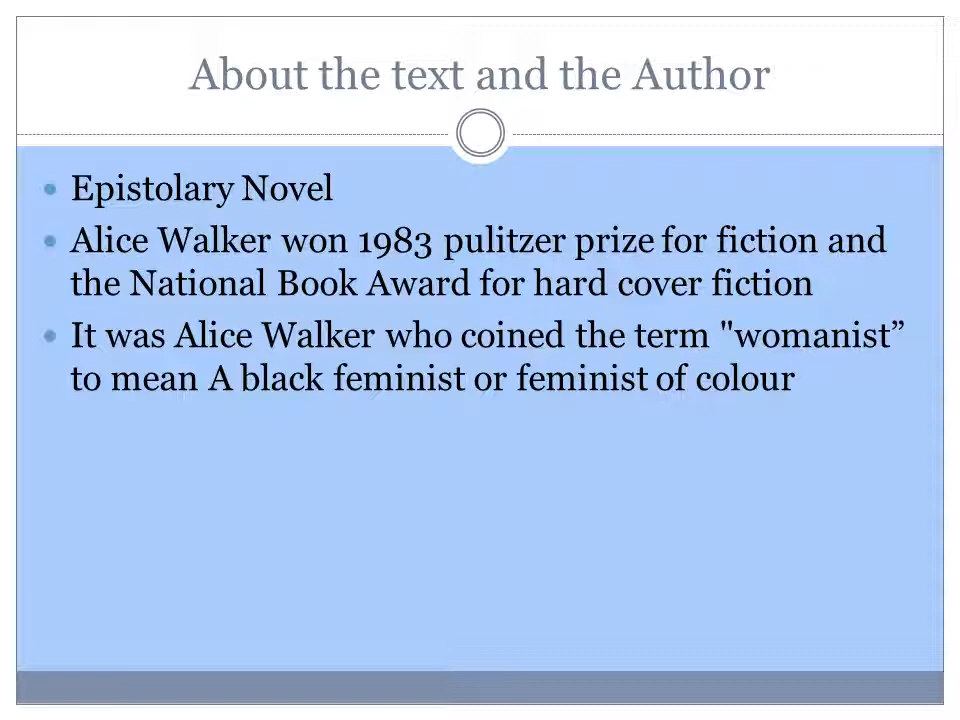 About the text and the Author
Epistolary Novel
Alice Walker won 1983 pulitzer prize for fiction and
the National Book Award for hard cover fiction
It was Alice Walker who coined the term "womanist”
to mean A black feminist or feminist of colour